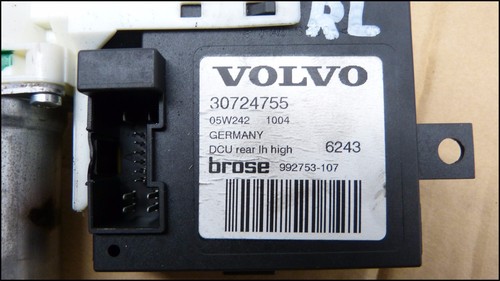 RL
VOLVO
30724755
05W242 1004
GERMANY
DCU rear lh high 6243
brose 992753-107